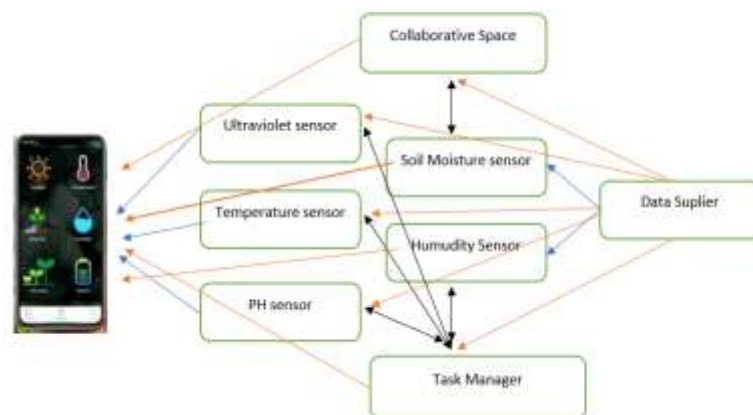 Collaborative Space
Ultraviolet sensor
Soil Moisture sensor
Data Suplier
Temperature sensor
Humudity Sensor
PH sensor
Task Manager